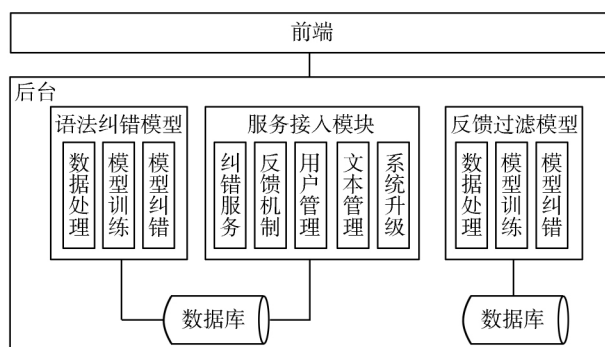 前端
后台
语法纠错模型
数据处理
模型训练
模型纠错
服务接入模块
纠错服务
反馈机制
用户管理
文本管理
系统升级
反馈过滤模型
数据处理
模型训练
模型纠错
数据库
数据库